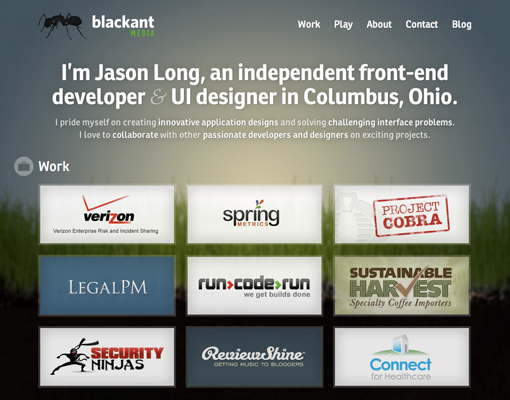 blackant
MEDIA
Work Play About Contact Blog
I'm Jason Long, an independent front-end
developer & UI designer in Columbus, Ohio.
I pride myself on creating innovative application designs and solving challenging interface problems.
I love to collaborate with other passionate developers and designers on exciting projects.
Work
verizon
Verizon Enterprise Risk and Incident Sharing
spring
METRICS
PROJECT
COBRA
LEGALPM
run>code>run
we get builds done
SUSTAINABLE
HARVEST
Specialty Coffee Importers
SECURITY
NINJAS
ReviewShine
GETTING MUSIC TO BLOGGERS
Connect
for Healthcare